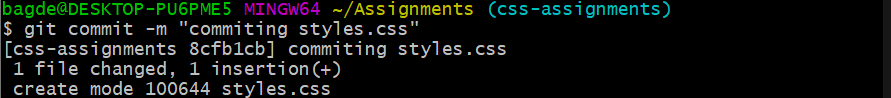 bagde@DESKTOP-PU6PME5 MINGW64 ~/Assignments (css-assignments)
$ git commit -m "commiting styles.css"
[css-assignments 8cfb1cb] commiting styles.css
 1 file changed, 1 insertion(+)
 create mode 100644 styles.css